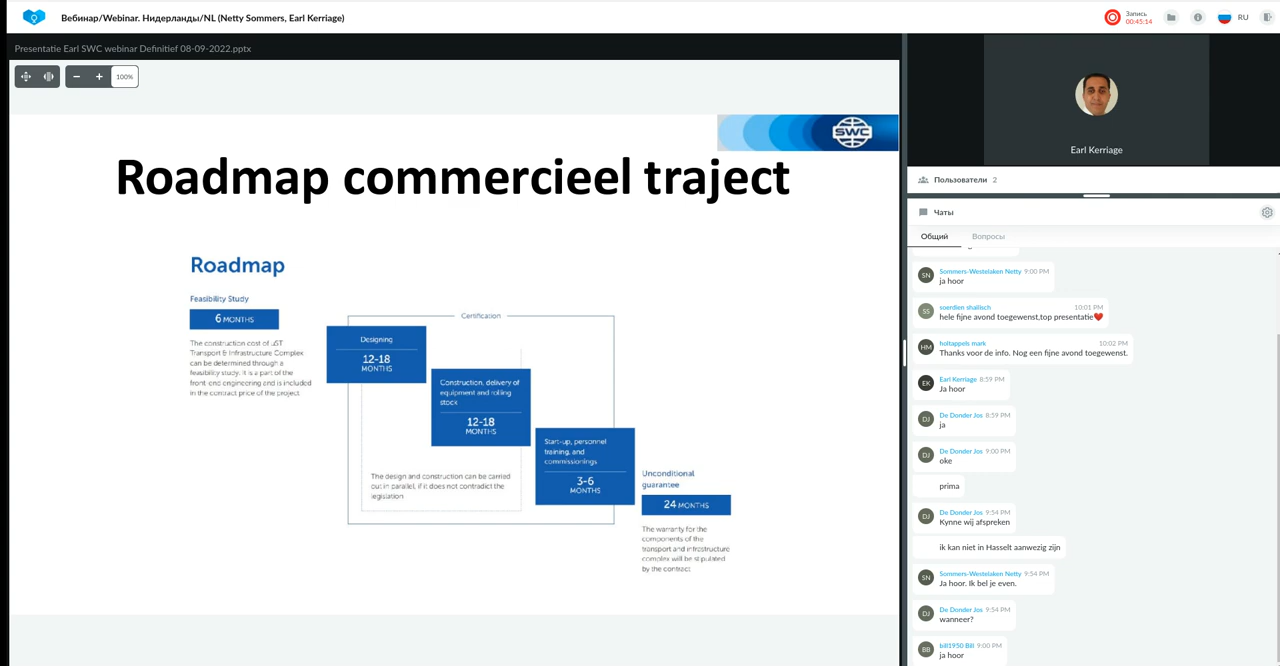 Вебинар/Webinar. Нидерланды/NL (Netty Sommers, Earl Kerriage)
Запись
00:45:14
RU
Presentatie Earl SWC webinar Definitief 08-09-2022.pptx
100%
SWC
Roadmap commercieel traject
Roadmap
Feasibility Study
6 MONTHS
The construction cost of uST
Transport & Infrastructure Complex
can be determined through a
feasibility study. It is a part of the
front-end engineering and is included
in the contract price of the project
Certification
Designing
12-18
MONTHS
Construction, delivery of
equipment and rolling
stock
12-18
MONTHS
The design and construction can be carried
out in parallel, if it does not contradict the
legislation
Start-up, personnel
training, and
commissionings
3-6
MONTHS
Unconditional
guarantee
24 MONTHS
The warranty for the
components of the
transport and infrastructure
complex will be stipulated
by the contract.
Earl Kerriage
Пользователи 2
Чаты
Общий Вопросы
SN
Sommers-Westelaken Netty 9:00 PM
ja hoor
SS
soerdien shallisch 10:01 PM
hele fijne avond toegewenst,top presentatie❤️
HM
holtappels mark 10:02 PM
Thanks voor de info. Nog een fijne avond toegewenst.
EK
Earl Kerriage 8:59 PM
Ja hoor
DJ
De Donder Jos 8:59 PM
ja
DJ
De Donder Jos 9:00 PM
oke
prima
DJ
De Donder Jos 9:54 PM
Kynne wij afspreken
ik kan niet in Hasselt aanwezig zijn
SN
Sommers-Westelaken Netty 9:54 PM
Ja hoor. Ik bel je even.
DJ
De Donder Jos 9:54 PM
wanneer?
BB
bill1950 Bill 9:00 PM
ja hoor